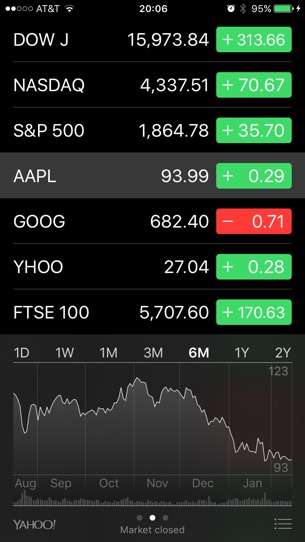 AT&T 20:06 95%
DOW J 15,973.84 + 313.66
NASDAQ 4,337.51 + 70.67
S&P 500 1,864.78 + 35.70
AAPL 93.99 + 0.29
GOOG 682.40 − 0.71
YHOO 27.04 + 0.28
FTSE 100 5,707.60 + 170.63
1D 1W 1M 3M 6M 1Y 2Y
123
93
Aug Sep Oct Nov Dec Jan
YAHOO!
Market closed